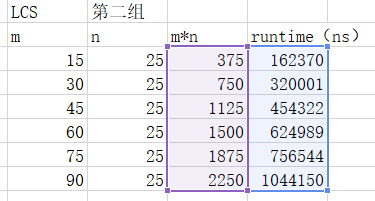 LCS 第二组
m n m*n runtime（ns）
15 25 375 162370
30 25 750 320001
45 25 1125 454322
60 25 1500 624989
75 25 1875 756544
90 25 2250 1044150